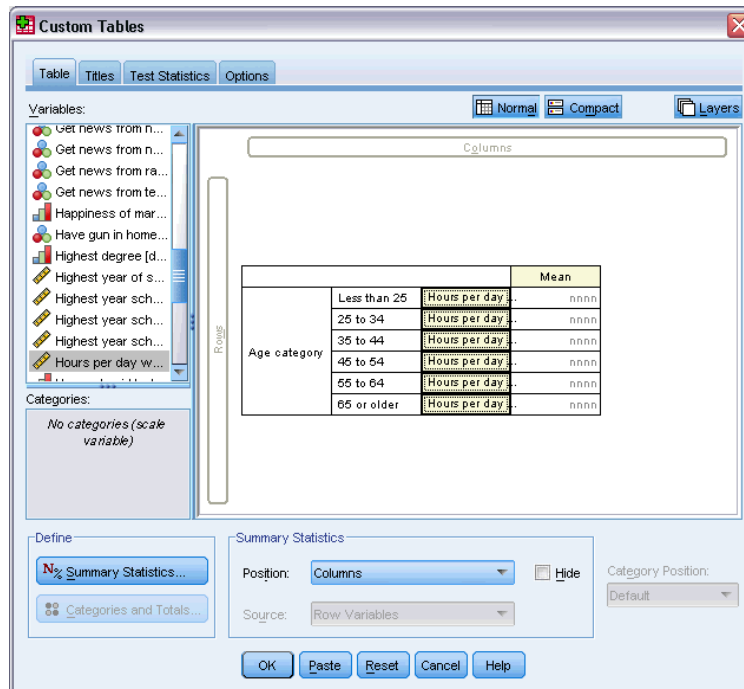 Custom Tables
Table Titles Test Statistics Options
Variables:
Normal Compact Layers
Get news from n...
Get news from n...
Get news from ra...
Get news from te...
Happiness of mar...
Have gun in home...
Highest degree [d...
Highest year of s...
Highest year sch...
Highest year sch...
Highest year sch...
Hours per day w...
Categories:
No categories (scale
variable)
Columns
Rows
Mean
Age category
Less than 25 Hours per day... nnnn
25 to 34 Hours per day... nnnn
35 to 44 Hours per day... nnnn
45 to 54 Hours per day... nnnn
55 to 64 Hours per day... nnnn
65 or older Hours per day... nnnn
Define
N% Summary Statistics...
Categories and Totals...
Summary Statistics
Position: Columns Hide
Source: Row Variables
Category Position:
Default
OK Paste Reset Cancel Help